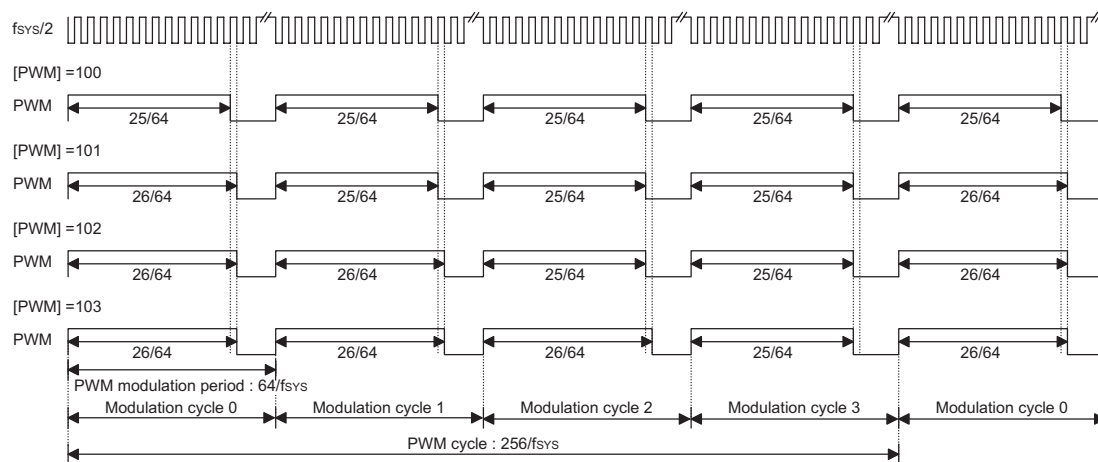 fSYS/2
[PWM] =100
PWM
25/64 25/64 25/64 25/64 25/64
[PWM] =101
PWM
26/64 25/64 25/64 25/64 26/64
[PWM] =102
PWM
26/64 26/64 25/64 25/64 26/64
[PWM] =103
PWM
26/64 26/64 26/64 25/64 26/64
PWM modulation period : 64/fSYS
Modulation cycle 0 Modulation cycle 1 Modulation cycle 2 Modulation cycle 3 Modulation cycle 0
PWM cycle : 256/fSYS